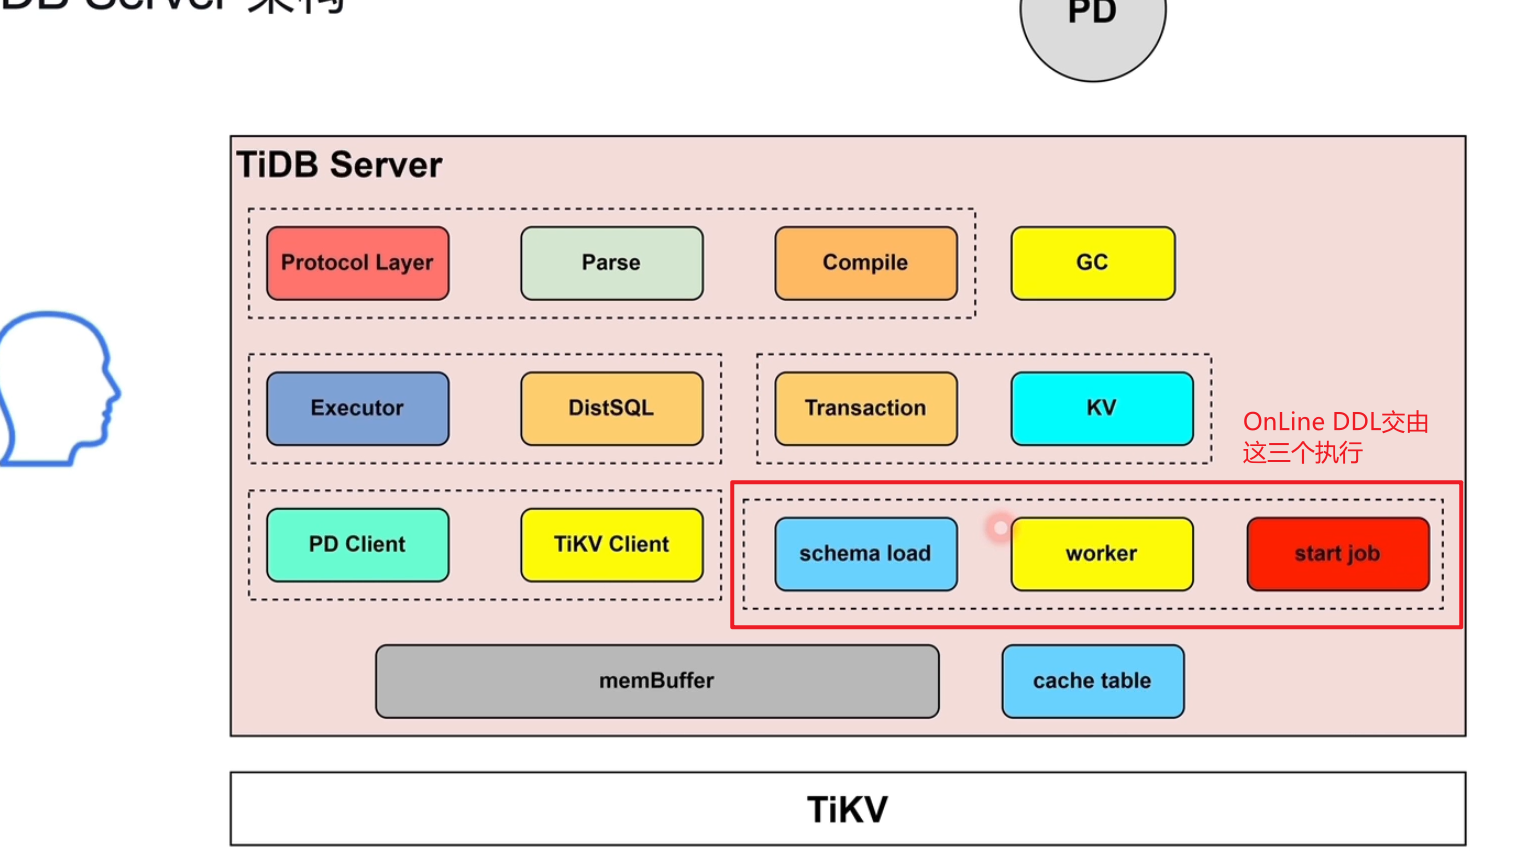 DB Server 架构
PD
TiDB Server
Protocol Layer
Parse
Compile
GC
Executor
DistSQL
Transaction
KV
OnLine DDL交由
这三个执行
PD Client
TiKV Client
schema load
worker
start job
memBuffer
cache table
TiKV